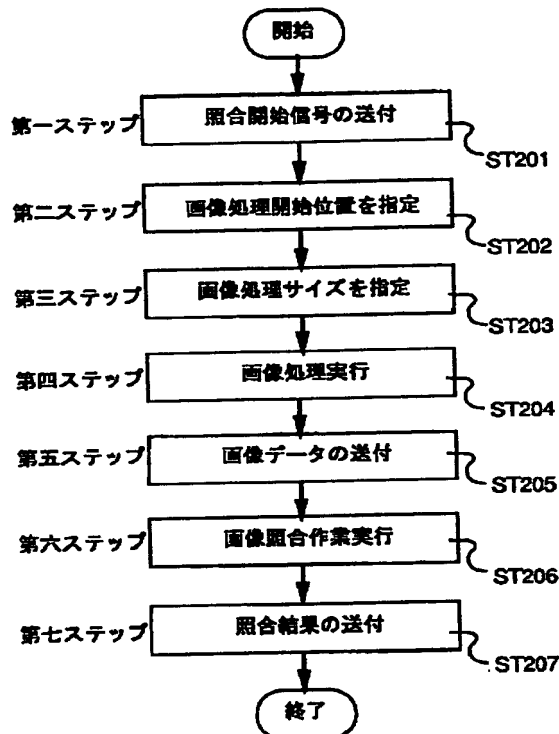 開始
第一ステップ 照合開始信号の送付 ST201
第二ステップ 画像処理開始位置を指定 ST202
第三ステップ 画像処理サイズを指定 ST203
第四ステップ 画像処理実行 ST204
第五ステップ 画像データの送付 ST205
第六ステップ 画像照合作業実行 ST206
第七ステップ 照合結果の送付 ST207
終了